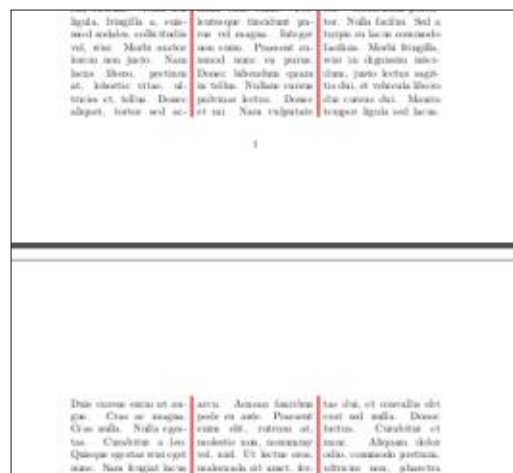 ligula, fringilla a, euis-
mod sodales, sollicitudin
vel, wisi. Morbi auctor
lorem non justo. Nam
lacus libero, pretium
at, lobortis vitae, ul-
tricies et, tellus. Donec
aliquet, tortor sed ac-
lentesque tincidunt pu-
rus vel magna. Integer
non enim. Praesent eu-
ismod nunc eu purus.
Donec bibendum quam
in tellus. Nullam cursus
pulvinar lectus. Donec
et mi. Nam vulputate
tor. Nulla facilisi. Sed a
turpis eu lacus commodo
facilisis. Morbi fringilla,
wisi in dignissim inter-
dum, justo lectus sagit-
tis dui, et vehicula libero
dui cursus dui. Mauris
tempor ligula sed lacus.
1
Duis cursus enim ut au-
gue. Cras ac magna.
Cras nulla. Nulla eges-
tas. Curabitur a leo.
Quisque egestas wisi eget
nunc. Nam feugiat lacus
arcu. Aenean faucibus
pede eu ante. Praesent
enim elit, rutrum at,
molestie non, nonummy
vel, nisl. Ut lectus eros,
malesuada sit amet, fer-
tae dui, et convallis elit
erat sed nulla. Donec
luctus. Curabitur et
nunc. Aliquam dolor
odio, commodo pretium,
ultricies non, pharetra